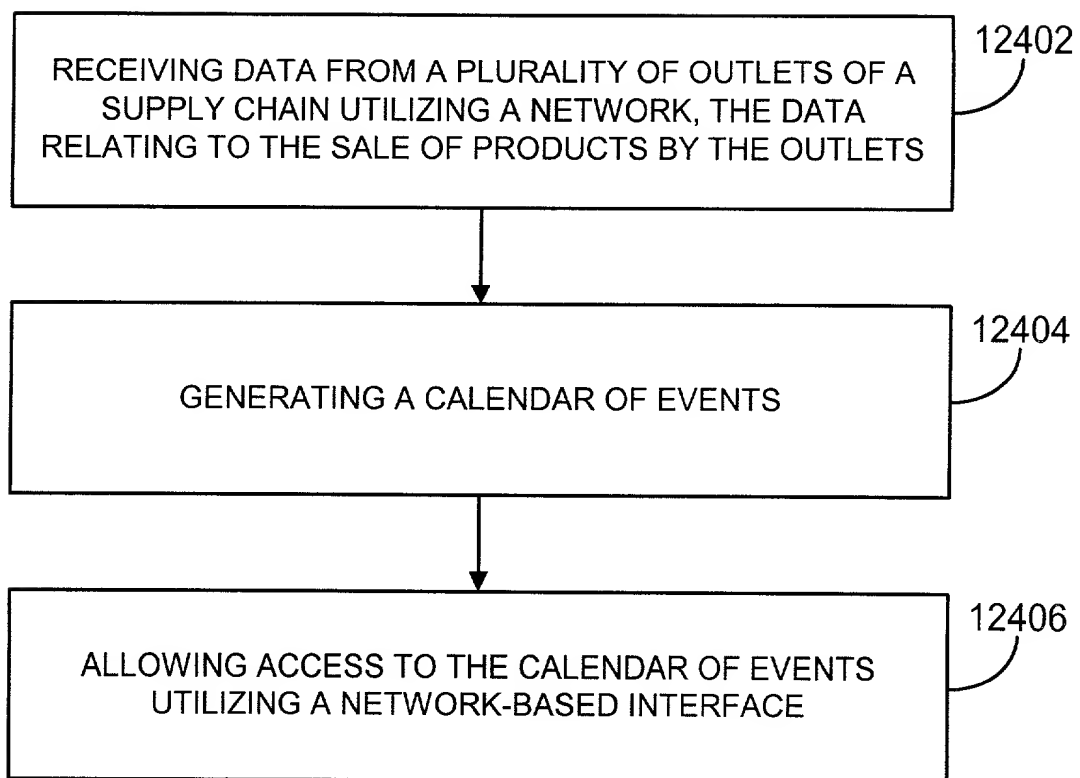 12402
RECEIVING DATA FROM A PLURALITY OF OUTLETS OF A
SUPPLY CHAIN UTILIZING A NETWORK, THE DATA
RELATING TO THE SALE OF PRODUCTS BY THE OUTLETS
12404
GENERATING A CALENDAR OF EVENTS
12406
ALLOWING ACCESS TO THE CALENDAR OF EVENTS
UTILIZING A NETWORK-BASED INTERFACE